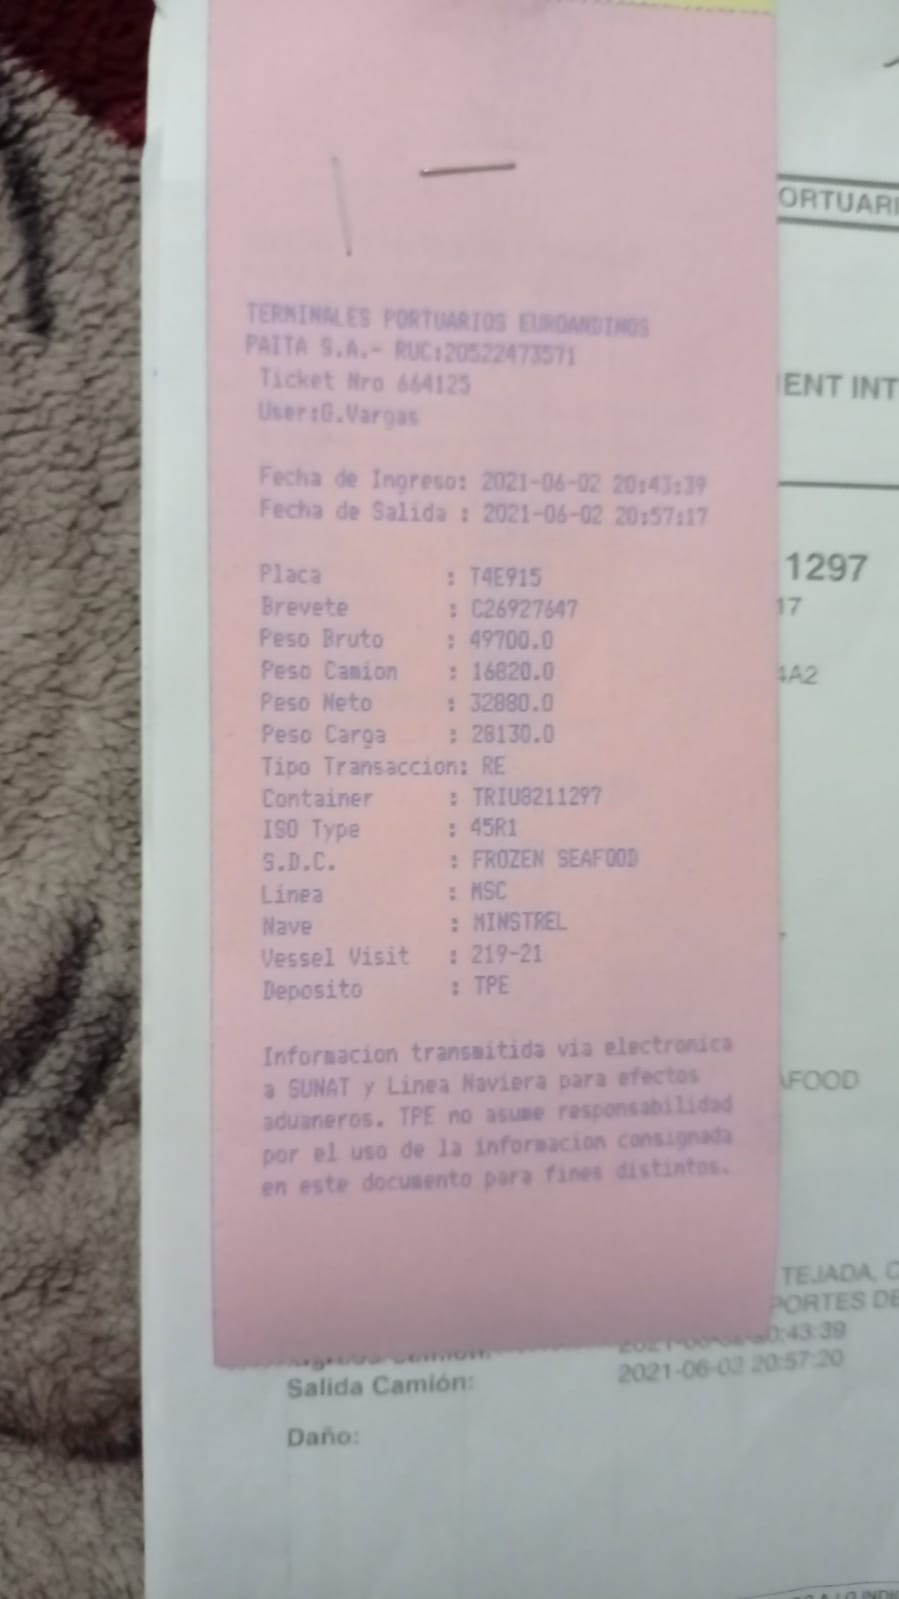 TERMINALES PORTUARIOS EUROANDINOS
PAITA S.A.- RUC:20522473571
Ticket Nro 664125
User:G.Vargas
Fecha de Ingreso: 2021-06-02 20:43:39
Fecha de Salida : 2021-06-02 20:57:17
Placa : T4E915
Brevete : C26927647
Peso Bruto : 49700.0
Peso Camion : 16820.0
Peso Neto : 32880.0
Peso Carga : 28130.0
Tipo Transaccion: RE
Container : TRIU8211297
ISO Type : 45R1
S.D.C. : FROZEN SEAFOOD
Linea : MSC
Nave : MINSTREL
Vessel Visit : 219-21
Deposito : TPE
Informacion transmitida via electronica
a SUNAT y Linea Naviera para efectos
aduaneros. TPE no asume responsabilidad
por el uso de la informacion consignada
en este documento para fines distintos.
ORTUARI
ENT INT
1297
17
4A2
AFOOD
TEJADA, C
PORTES DE
0:43:39
Salida Camión: 2021-06-02 20:57:20
Daño: